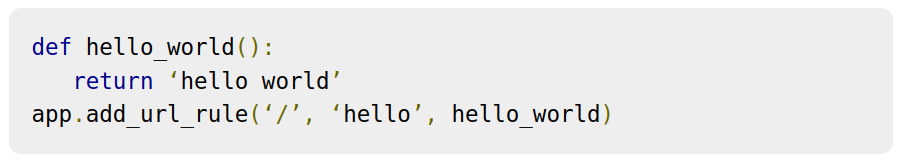 def hello_world():
   return ‘hello world’
app.add_url_rule(‘/’, ‘hello’, hello_world)